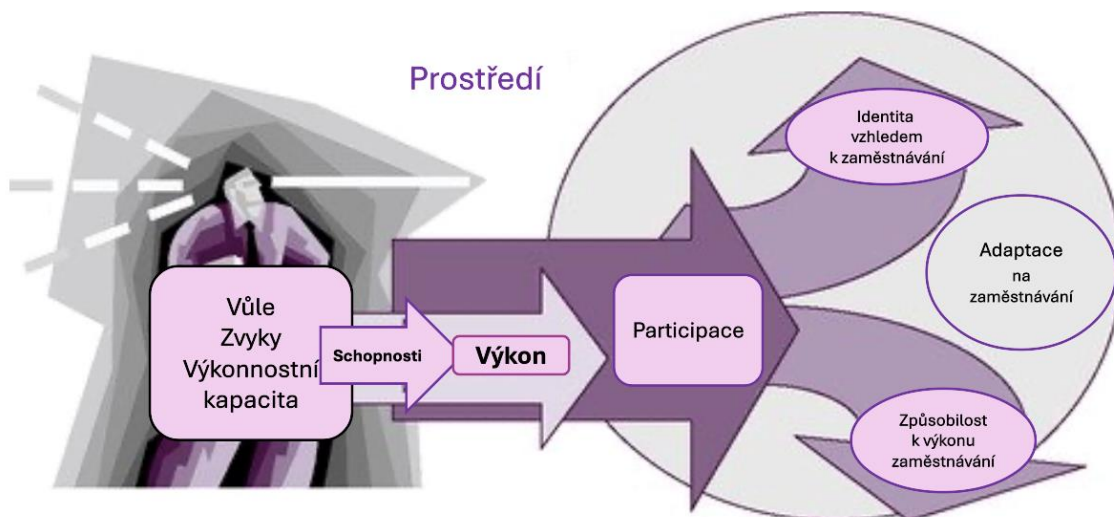 Prostředí
Vůle
Zvyky
Výkonnostní
kapacita
Schopnosti
Výkon
Participace
Identita
vzhledem
k zaměstnávání
Adaptace
na
zaměstnávání
Způsobilost
k výkonu
zaměstnávání